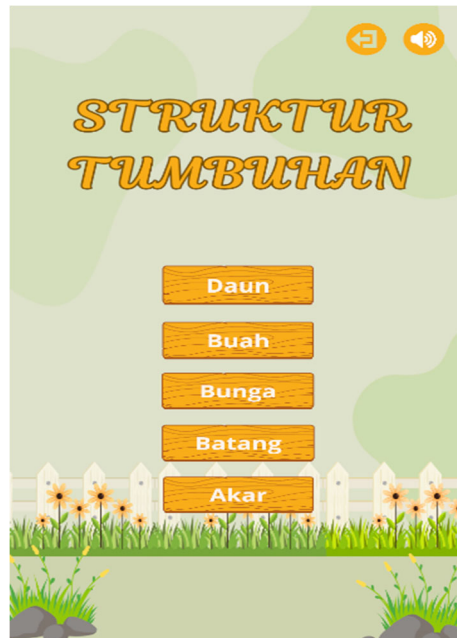 STRUKTUR
TUMBUHAN
Daun
Buah
Bunga
Batang
Akar